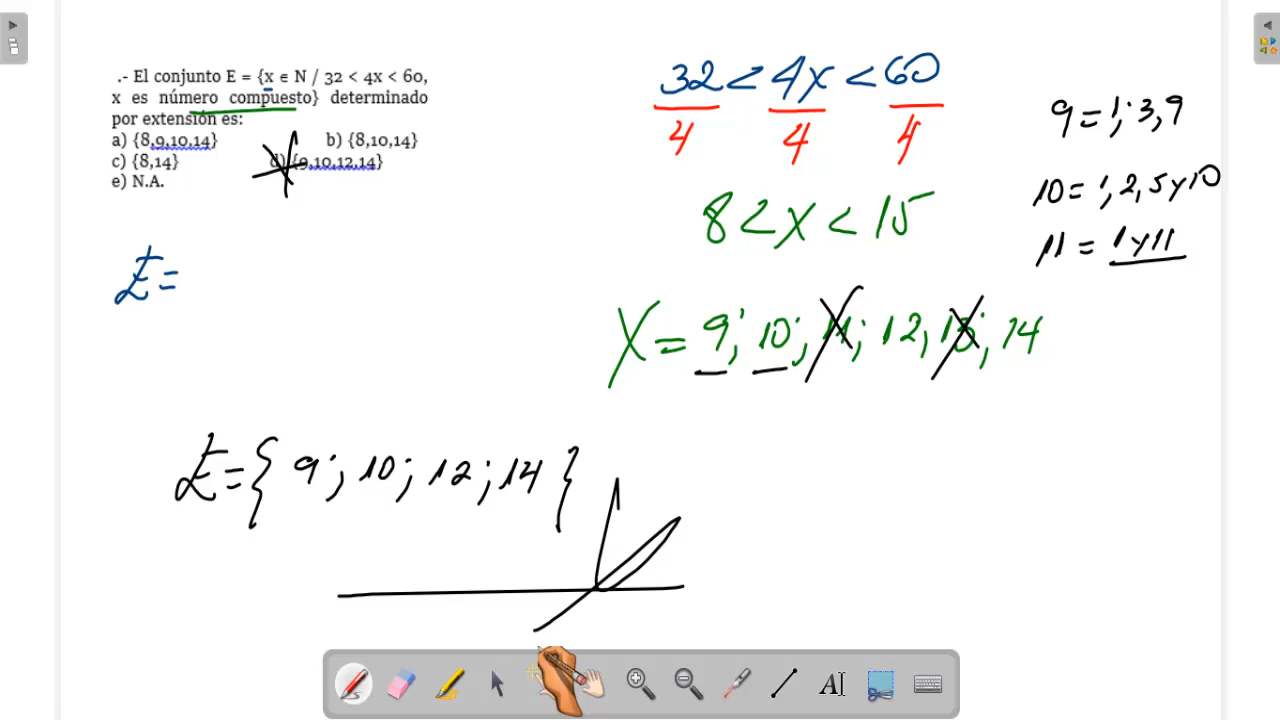 .- El conjunto E = {x ∈ N / 32 < 4x < 60,
x es número compuesto} determinado
por extensión es:
a) {8,9,10,14} b) {8,10,14}
c) {8,14} d) {9,10,12,14}
e) N.A.
32 < 4x < 60
4 4 4
8 < x < 15
X = 9; 10; 11; 12, 13; 14
9 = 1; 3, 9
10 = 1, 2, 5 y 10
11 = 1 y 11
E =
E = { 9; 10; 12; 14 }